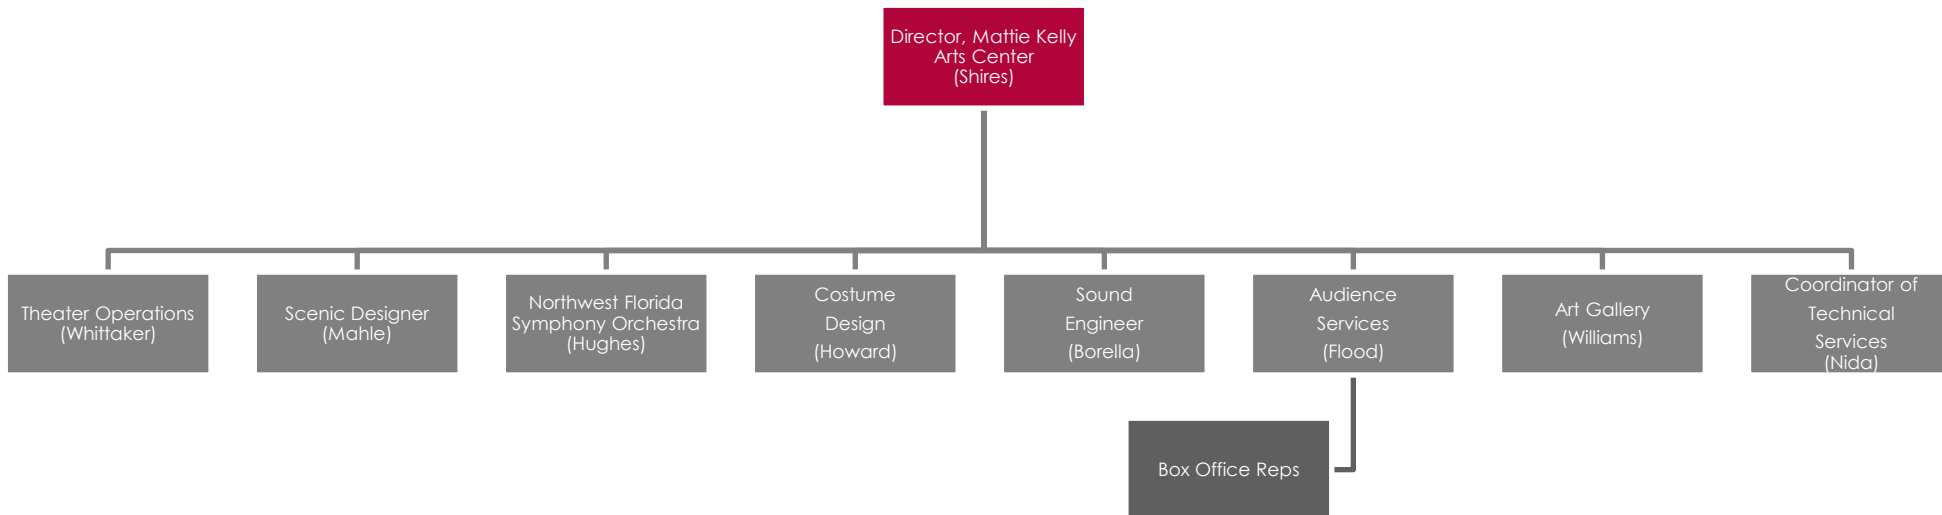 Director, Mattie Kelly
Arts Center
(Shires)
Theater Operations
(Whittaker)
Scenic Designer
(Mahle)
Northwest Florida
Symphony Orchestra
(Hughes)
Costume
Design
(Howard)
Sound
Engineer
(Borella)
Audience
Services
(Flood)
Art Gallery
(Williams)
Coordinator of
Technical
Services
(Nida)
Box Office Reps